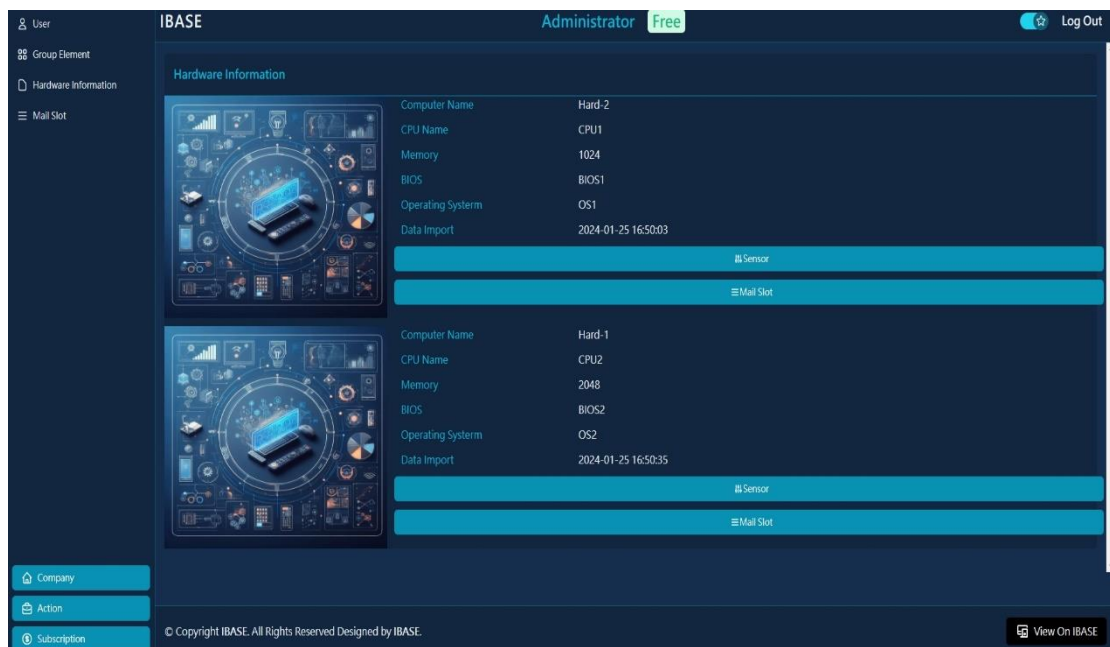 User
IBASE
Administrator Free
Log Out
Group Element
Hardware Information
Mail Slot
Hardware Information
Computer Name Hard-2
CPU Name CPU1
Memory 1024
BIOS BIOS1
Operating Systerm OS1
Data Import 2024-01-25 16:50:03
Sensor
Mail Slot
Computer Name Hard-1
CPU Name CPU2
Memory 2048
BIOS BIOS2
Operating Systerm OS2
Data Import 2024-01-25 16:50:35
Sensor
Mail Slot
Company
Action
Subscription
© Copyright IBASE. All Rights Reserved Designed by IBASE.
View On IBASE